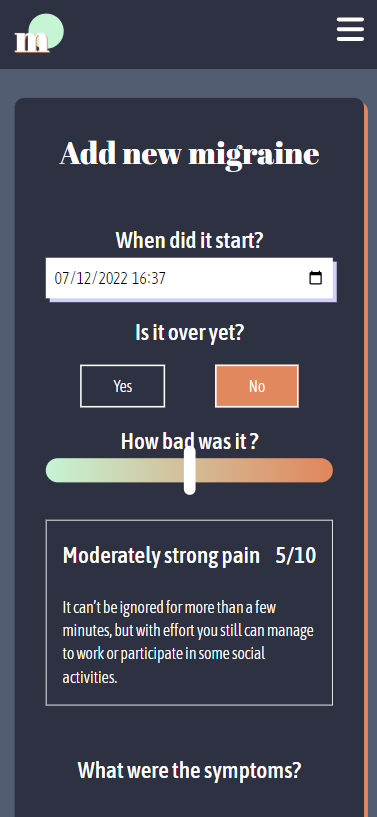 m
Add new migraine
When did it start?
07/12/2022 16:37
Is it over yet?
Yes No
How bad was it ?
Moderately strong pain 5/10
It can't be ignored for more than a few
minutes, but with effort you still can manage
to work or participate in some social
activities.
What were the symptoms?